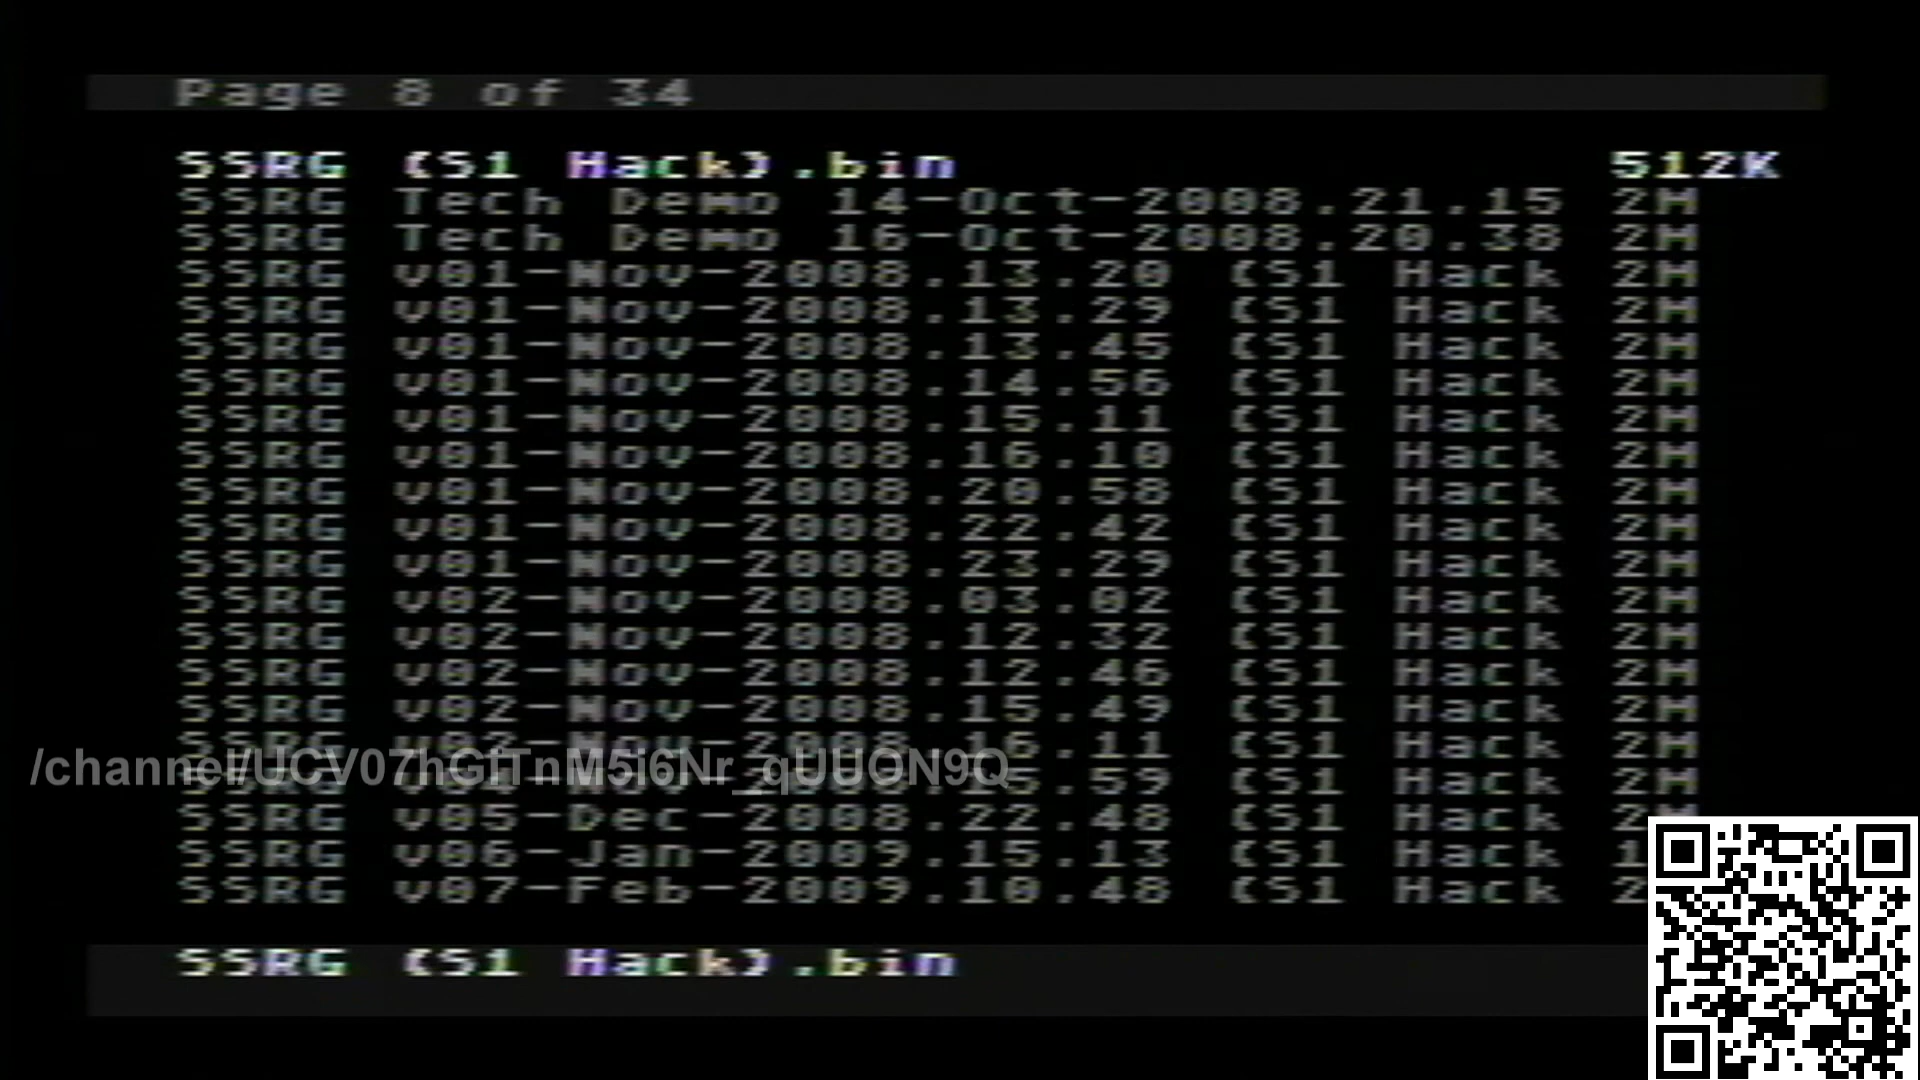 Page 8 of 34
SSRG (S1 Hack).bin 512K
SSRG Tech Demo 14-Oct-2008.21.15 2M
SSRG Tech Demo 16-Oct-2008.20.38 2M
SSRG v01-Nov-2008.13.20 (S1 Hack 2M
SSRG v01-Nov-2008.13.29 (S1 Hack 2M
SSRG v01-Nov-2008.13.45 (S1 Hack 2M
SSRG v01-Nov-2008.14.56 (S1 Hack 2M
SSRG v01-Nov-2008.15.11 (S1 Hack 2M
SSRG v01-Nov-2008.16.10 (S1 Hack 2M
SSRG v01-Nov-2008.20.58 (S1 Hack 2M
SSRG v01-Nov-2008.22.42 (S1 Hack 2M
SSRG v01-Nov-2008.23.29 (S1 Hack 2M
SSRG v02-Nov-2008.03.02 (S1 Hack 2M
SSRG v02-Nov-2008.12.32 (S1 Hack 2M
SSRG v02-Nov-2008.12.46 (S1 Hack 2M
SSRG v02-Nov-2008.15.49 (S1 Hack 2M
SSRG v02-Nov-2008.16.11 (S1 Hack 2M
SSRG (S1 Hack 2M
SSRG v05-Dec-2008.22.48 (S1 Hack 2M
SSRG v06-Jan-2009.15.13 (S1 Hack 1
SSRG v07-Feb-2009.10.48 (S1 Hack 2
SSRG (S1 Hack).bin